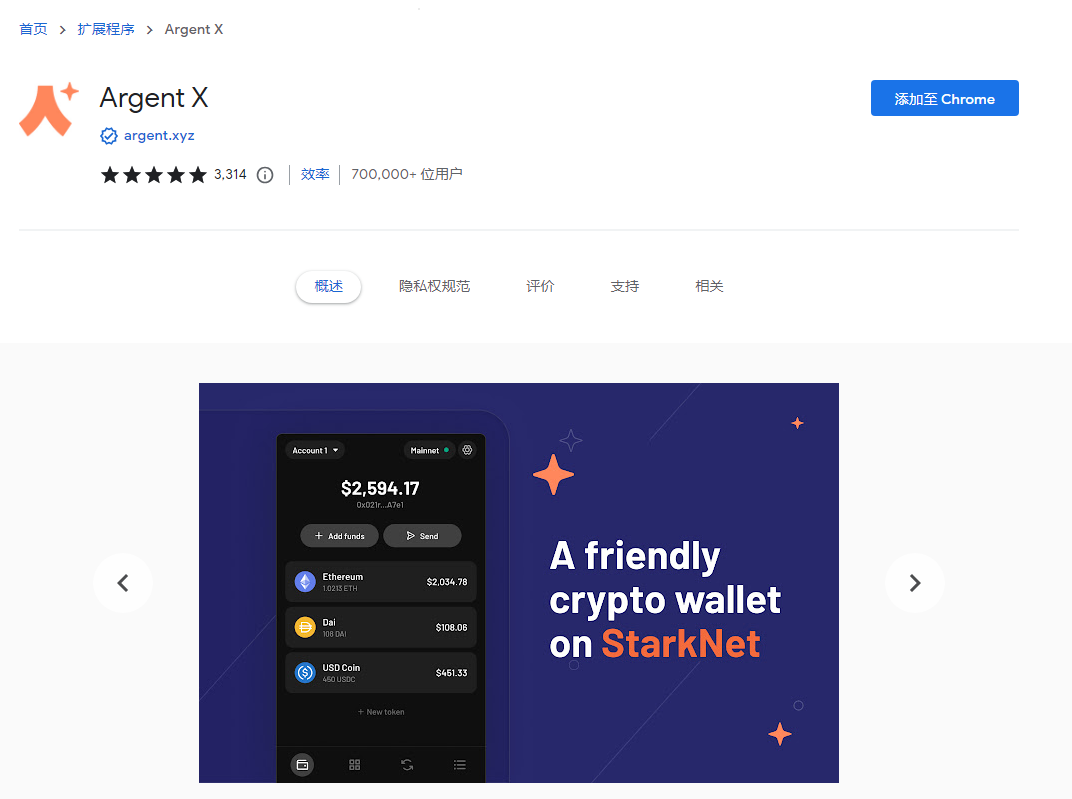 首页 > 扩展程序 > Argent X
Argent X
添加至 Chrome
argent.xyz
3,314 效率 700,000+ 位用户
概述 隐私权规范 评价 支持 相关
Account 1 Mainnet
$2,594.17
0x021r...A7e1
+ Add funds Send
Ethereum
1.0213 ETH
$2,034.78
Dai
108 DAI
$108.06
USD Coin
450 USDC
$451.33
+ New token
A friendly
crypto wallet
on StarkNet